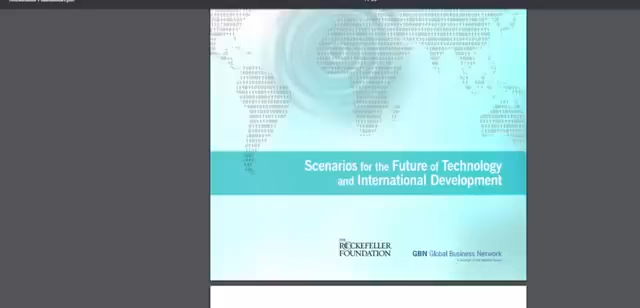 Scenarios for the Future of Technology
and International Development
THE
ROCKEFELLER
FOUNDATION
GBN Global Business Network